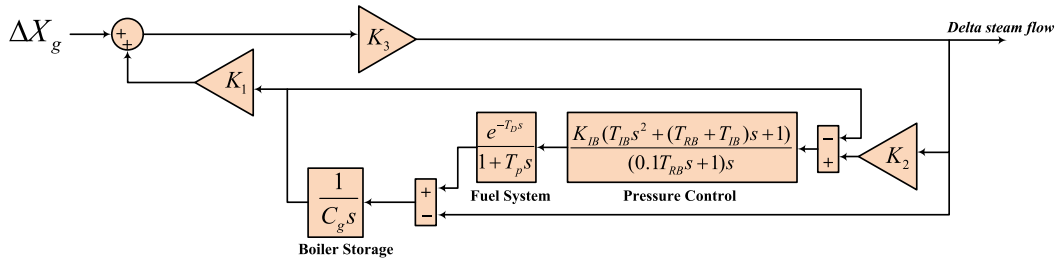 ΔX_g
+
+
K_3
Delta steam flow
K_1
e^{-T_D s}
1+T_p s
K_{IB}(T_{IB}s^2+(T_{RB}+T_{IB})s+1)
(0.1T_{RB}s+1)s
-
+
K_2
Fuel System
Pressure Control
1
C_g s
+
-
Boiler Storage